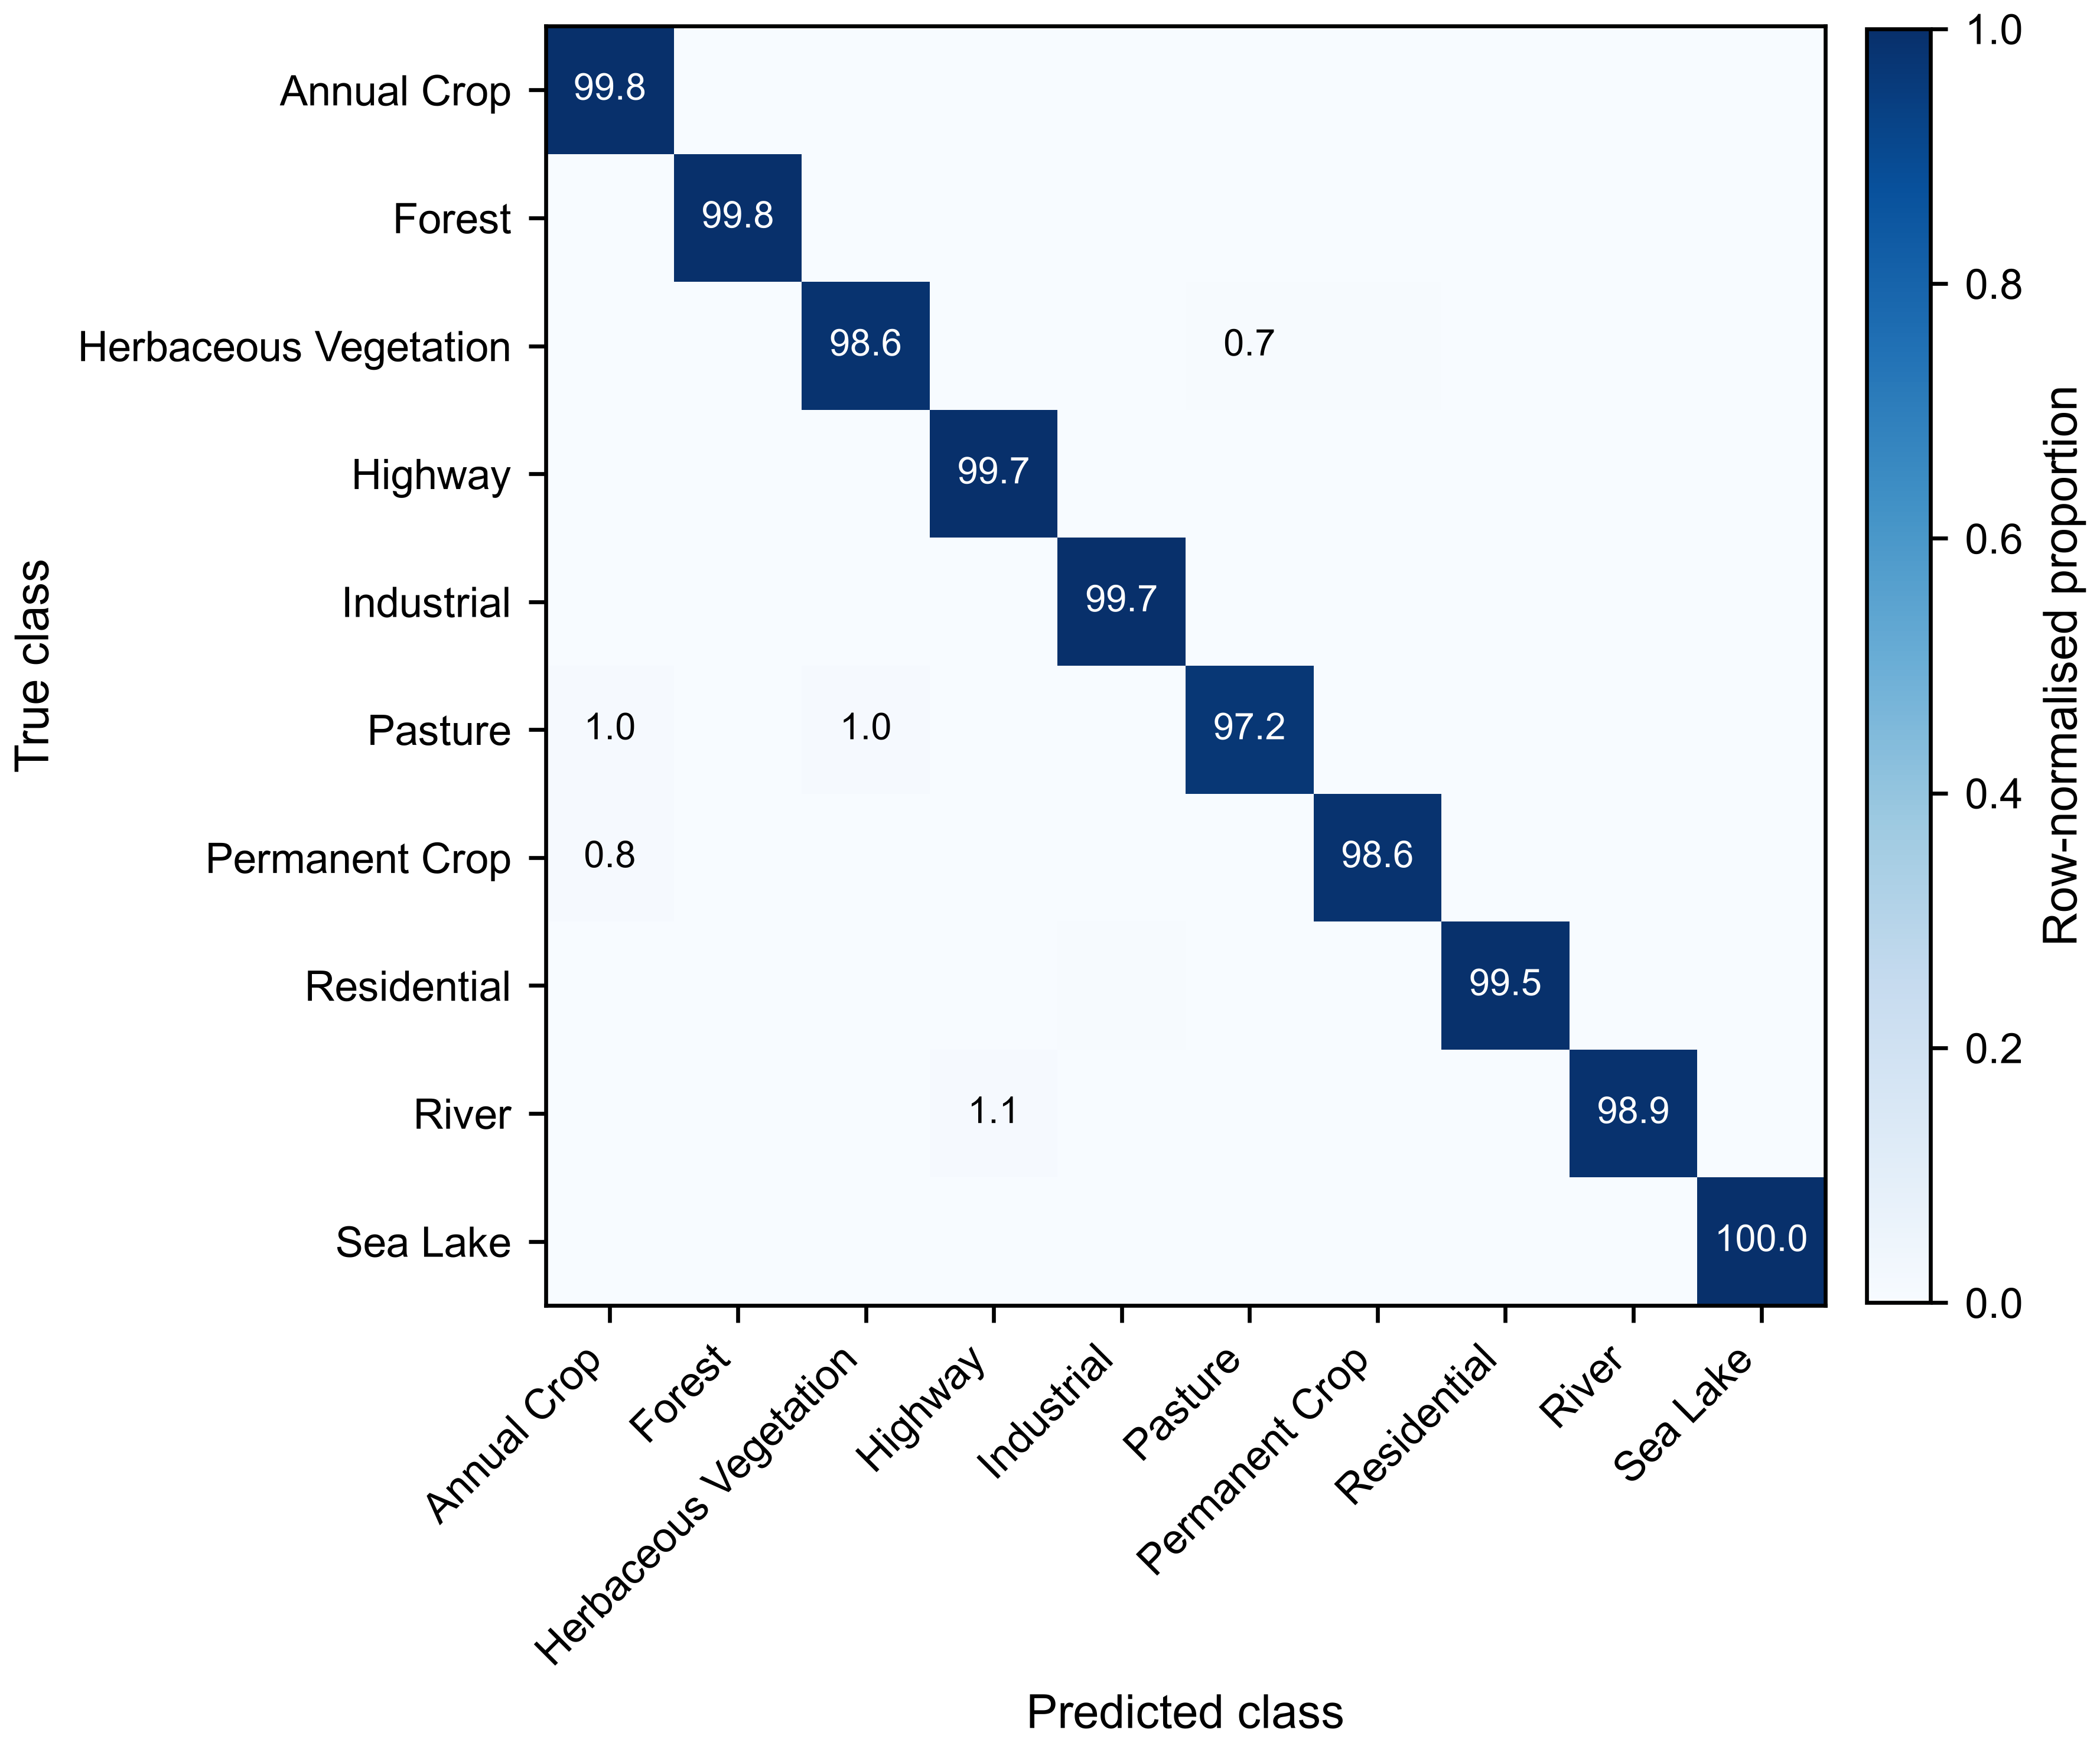 Annual Crop
99.8
Forest
99.8
Herbaceous Vegetation
98.6
0.7
Highway
99.7
Industrial
99.7
Pasture
1.0
1.0
97.2
Permanent Crop
0.8
98.6
Residential
99.5
River
1.1
98.9
Sea Lake
100.0
True class
Annual Crop
Forest
Herbaceous Vegetation
Highway
Industrial
Pasture
Permanent Crop
Residential
River
Sea Lake
Predicted class
1.0
0.8
0.6
0.4
0.2
0.0
Row-normalised proportion